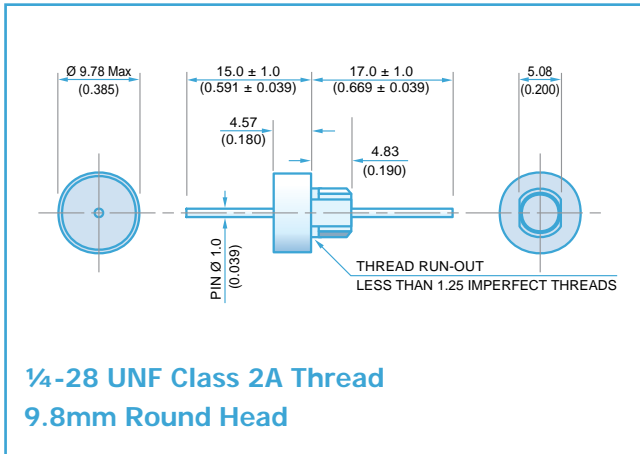 Ø 9.78 Max
(0.385)
15.0 ± 1.0
(0.591 ± 0.039)
17.0 ± 1.0
(0.669 ± 0.039)
5.08
(0.200)
4.57
(0.180)
4.83
(0.190)
PIN Ø 1.0
(0.039)
THREAD RUN-OUT
LESS THAN 1.25 IMPERFECT THREADS
¼-28 UNF Class 2A Thread
9.8mm Round Head